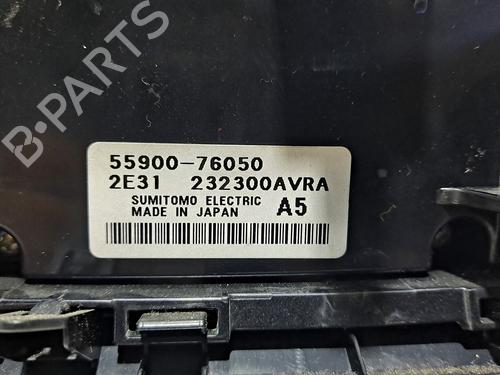 B-PARTS
55900-76050
2E31 232300AVRA
SUMITOMO ELECTRIC
MADE IN JAPAN A5